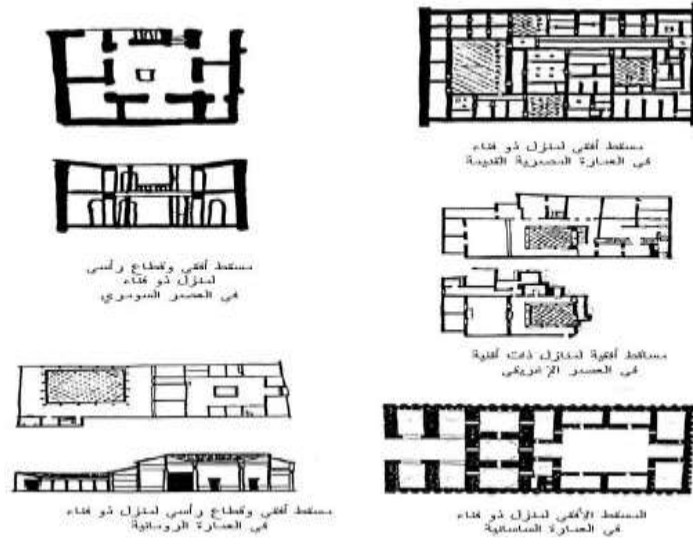 مسقط أفقي لمنزل ذو فناء
في العمارة المصرية القديمة
مسقط أفقي وقطاع رأسي
لمنزل ذو فناء
في العصر السومري
مساقط أفقية لمنازل ذات أفنية
في العصر الإغريقي
مسقط أفقي وقطاع رأسي لمنزل ذو فناء
في العمارة الرومانية
المسقط الأفقي لمنزل ذو فناء
في العمارة الساسانية